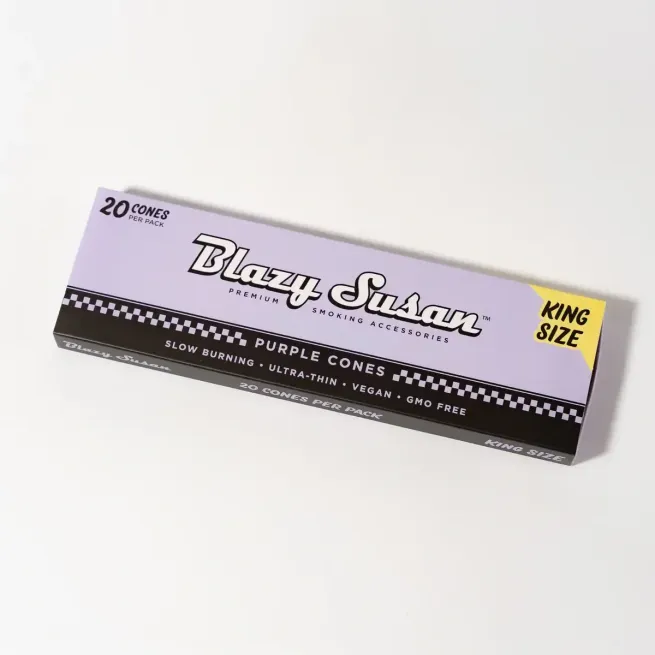 20 CONES
PER PACK
Blazy Susan™
PREMIUM SMOKING ACCESSORIES
KING
SIZE
PURPLE CONES
SLOW BURNING • ULTRA-THIN • VEGAN • GMO FREE
Blazy Susan 20 CONES PER PACK KING SIZE